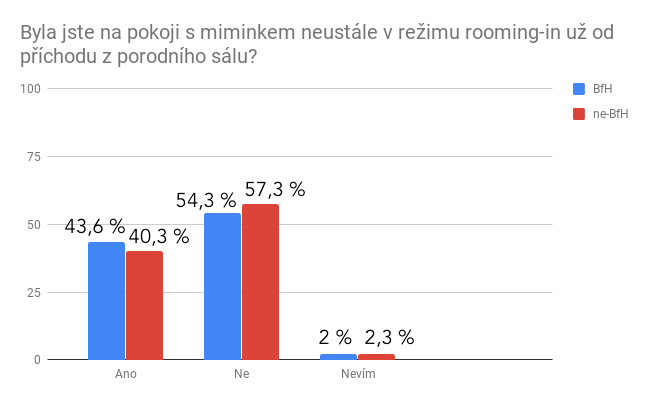 Byla jste na pokoji s miminkem neustále v režimu rooming-in už od
příchodu z porodního sálu?
100
75
50
25
0
BfH
ne-BfH
43,6 %
40,3 %
54,3 %
57,3 %
2 %
2,3 %
Ano
Ne
Nevím